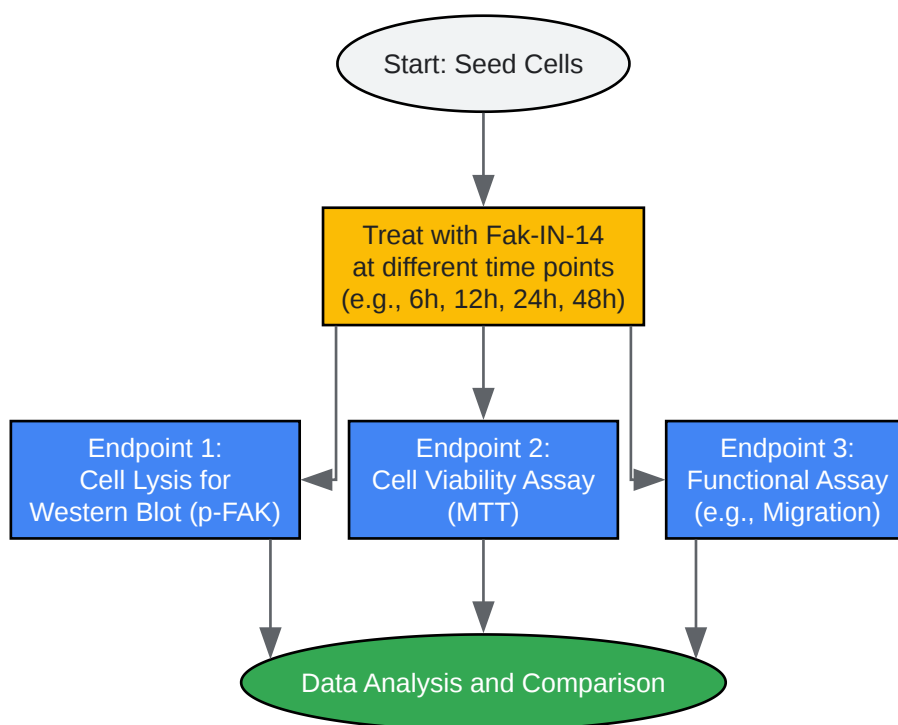 Start: Seed Cells
Treat with Fak-IN-14
at different time points
(e.g., 6h, 12h, 24h, 48h)
Endpoint 1:
Cell Lysis for
Western Blot (p-FAK)
Endpoint 2:
Cell Viability Assay
(MTT)
Endpoint 3:
Functional Assay
(e.g., Migration)
Data Analysis and Comparison